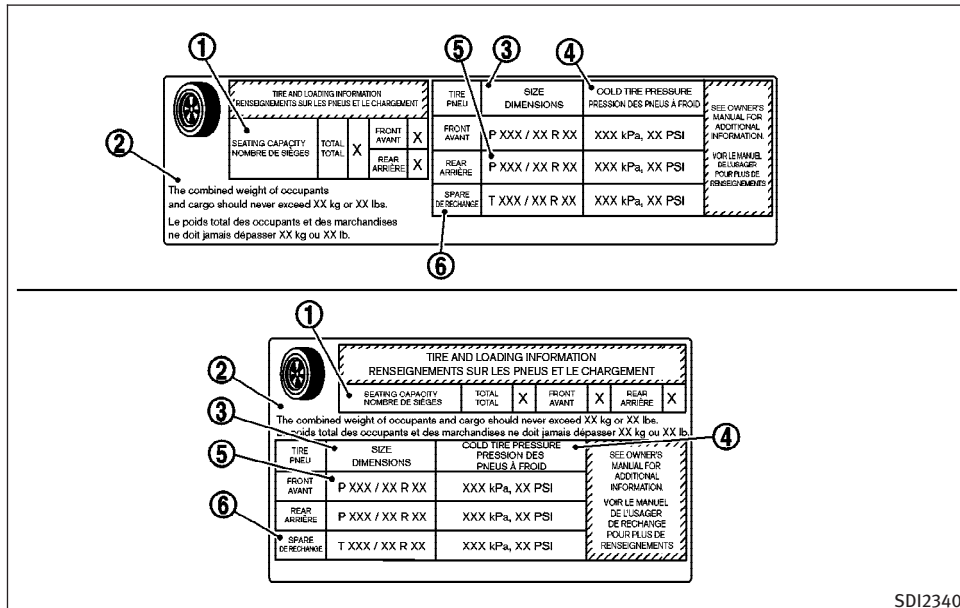 ① ⑤ ③ ④
TIRE AND LOADING INFORMATION
RENSEIGNEMENTS SUR LES PNEUS ET LE CHARGEMENT
SEATING CAPACITY
NOMBRE DE SIÈGES
TOTAL
TOTAL
X
FRONT
AVANT
X
REAR
ARRIÈRE
X
②
The combined weight of occupants
and cargo should never exceed XX kg or XX lbs.
Le poids total des occupants et des marchandises
ne doit jamais dépasser XX kg ou XX lb.
TIRE
PNEU
SIZE
DIMENSIONS
COLD TIRE PRESSURE
PRESSION DES PNEUS À FROID
FRONT
AVANT
P XXX / XX R XX
XXX kPa, XX PSI
REAR
ARRIÈRE
P XXX / XX R XX
XXX kPa, XX PSI
SPARE
DE RECHANGE
T XXX / XX R XX
XXX kPa, XX PSI
SEE OWNER'S
MANUAL FOR
ADDITIONAL
INFORMATION.
VOIR LE MANUEL
DE L'USAGER
POUR PLUS DE
RENSEIGNEMENTS
⑥
①
TIRE AND LOADING INFORMATION
RENSEIGNEMENTS SUR LES PNEUS ET LE CHARGEMENT
②
SEATING CAPACITY
NOMBRE DE SIÈGES
TOTAL
TOTAL
X
FRONT
AVANT
X
REAR
ARRIÈRE
X
The combined weight of occupants and cargo should never exceed XX kg or XX lbs.
Le poids total des occupants et des marchandises ne doit jamais dépasser XX kg ou XX lb.
③
④
TIRE
PNEU
SIZE
DIMENSIONS
COLD TIRE PRESSURE
PRESSION DES
PNEUS À FROID
⑤
FRONT
AVANT
P XXX / XX R XX
XXX kPa, XX PSI
REAR
ARRIÈRE
P XXX / XX R XX
XXX kPa, XX PSI
⑥
SPARE
DE RECHANGE
T XXX / XX R XX
XXX kPa, XX PSI
SEE OWNER'S
MANUAL FOR
ADDITIONAL
INFORMATION.
VOIR LE MANUEL
DE L'USAGER
DE RECHANGE
POUR PLUS DE
RENSEIGNEMENTS
SDI2340